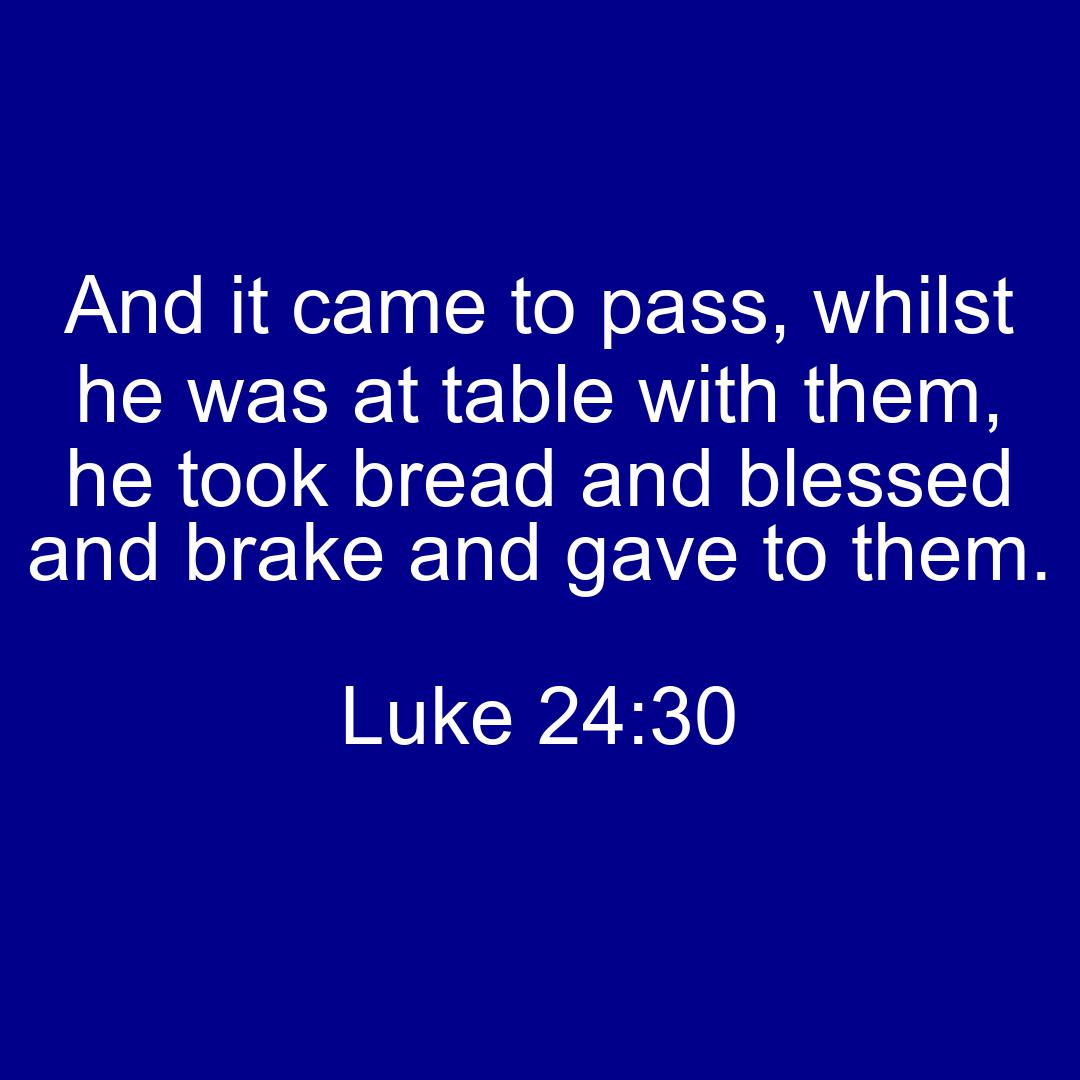 And it came to pass, whilst
he was at table with them,
he took bread and blessed
and brake and gave to them.
Luke 24:30